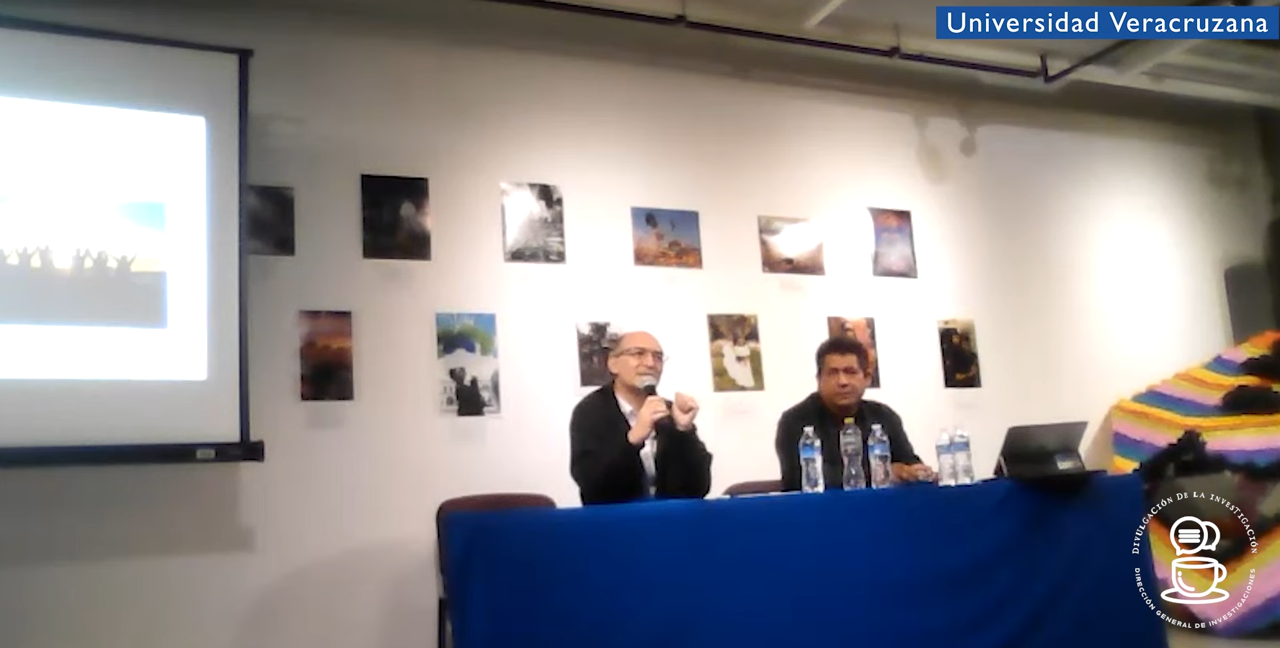 Universidad Veracruzana
DIVULGACIÓN DE LA INVESTIGACIÓN
DIRECCIÓN GENERAL DE INVESTIGACIONES